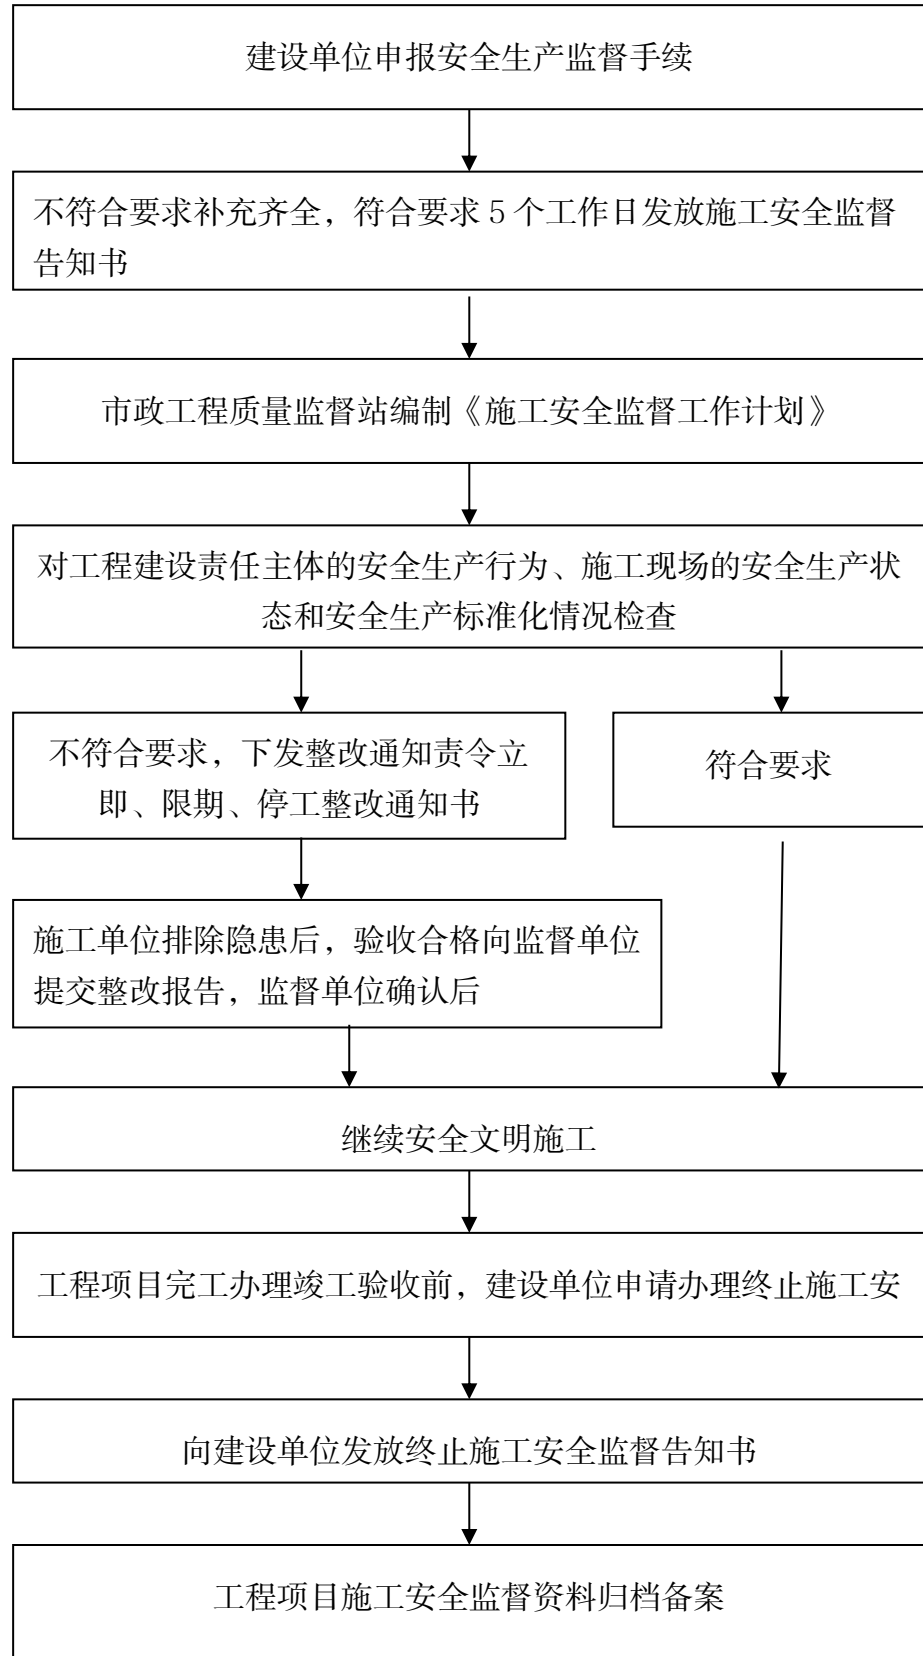 建设单位申报安全生产监督手续
不符合要求补充齐全，符合要求 5 个工作日发放施工安全监督
告知书
市政工程质量监督站编制《施工安全监督工作计划》
对工程建设责任主体的安全生产行为、施工现场的安全生产状
态和安全生产标准化情况检查
不符合要求，下发整改通知责令立
即、限期、停工整改通知书
符合要求
施工单位排除隐患后，验收合格向监督单位
提交整改报告，监督单位确认后
继续安全文明施工
工程项目完工办理竣工验收前，建设单位申请办理终止施工安
向建设单位发放终止施工安全监督告知书
工程项目施工安全监督资料归档备案